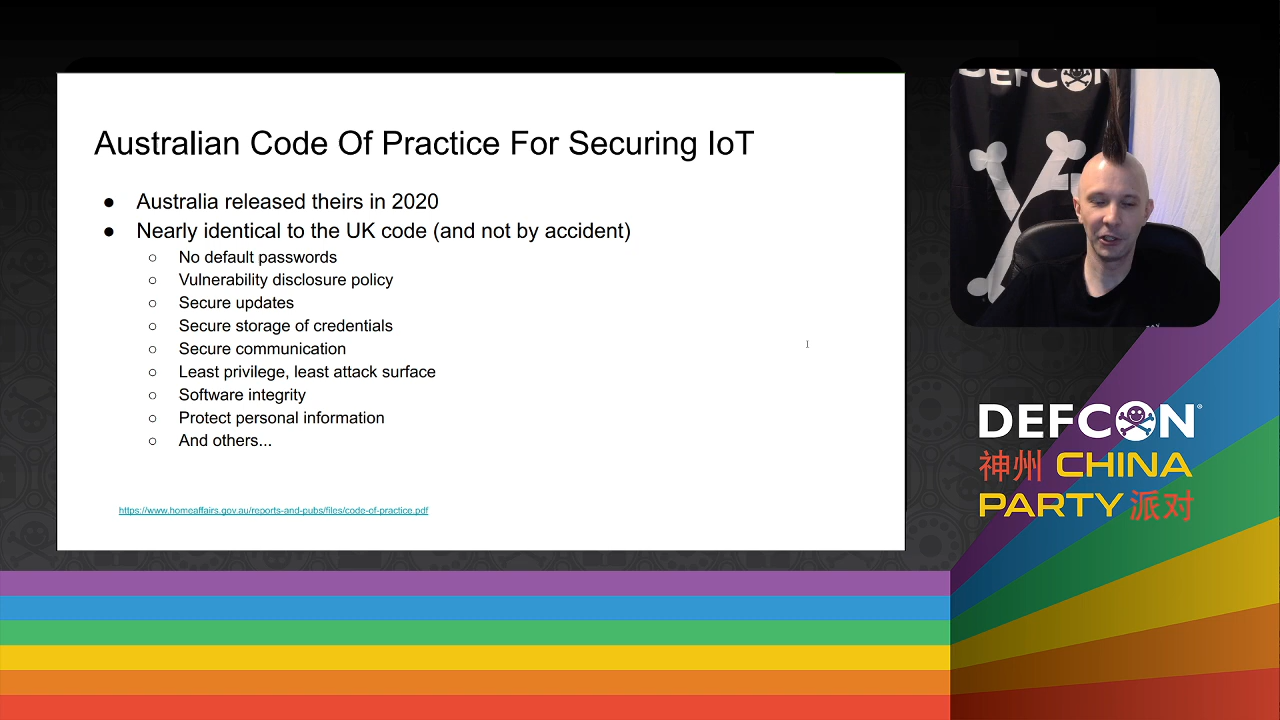 Australian Code Of Practice For Securing IoT
● Australia released theirs in 2020
● Nearly identical to the UK code (and not by accident)
○ No default passwords
○ Vulnerability disclosure policy
○ Secure updates
○ Secure storage of credentials
○ Secure communication
○ Least privilege, least attack surface
○ Software integrity
○ Protect personal information
○ And others...
https://www.homeaffairs.gov.au/reports-and-pubs/files/code-of-practice.pdf
DEFCON
DEFCON®
神州 CHINA
PARTY 派对